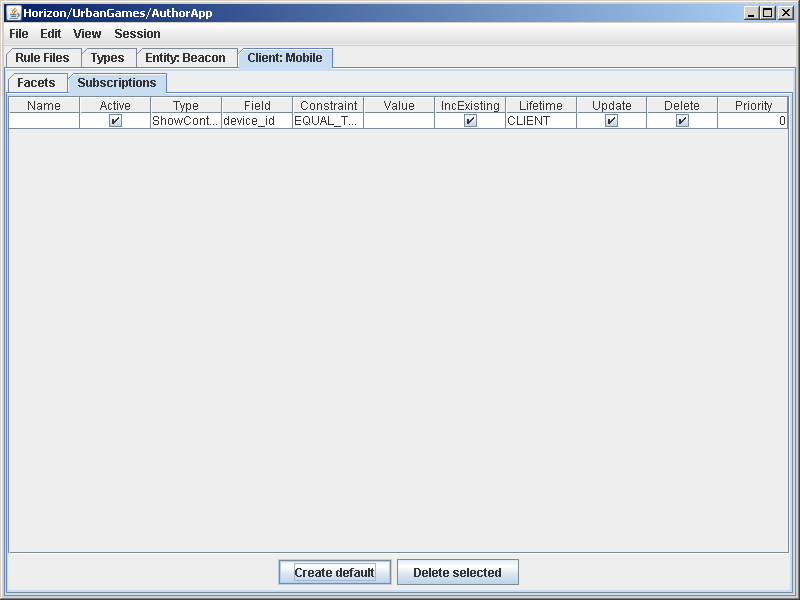 Horizon/UrbanGames/AuthorApp
File Edit View Session
Rule Files Types Entity: Beacon Client: Mobile
Facets Subscriptions
Name Active Type Field Constraint Value IncExisting Lifetime Update Delete Priority
ShowCont... device_id EQUAL_T... CLIENT 0
Create default Delete selected